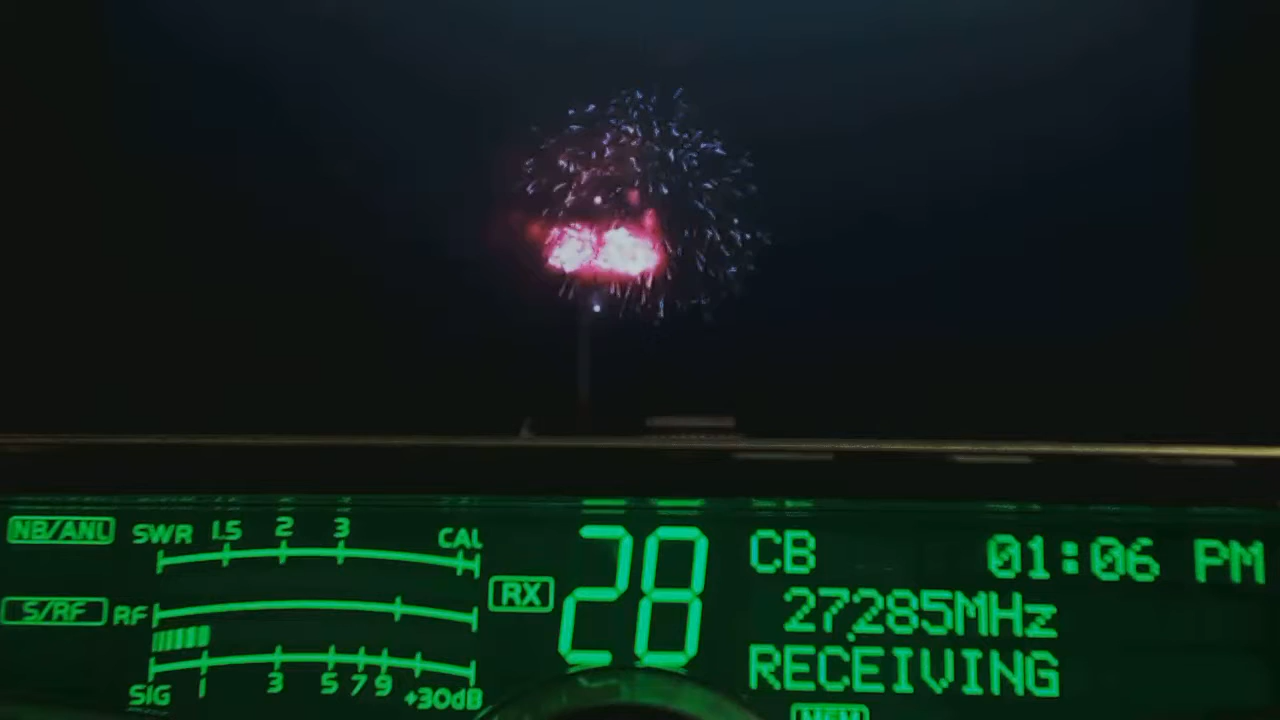 NB/ANL SWR 1.5 2 3 CAL
28
CB 01:06 PM
RX
27.285MHz
S/RF RF
RECEIVING
SIG 1 3 5 7 9 +30dB
MEM